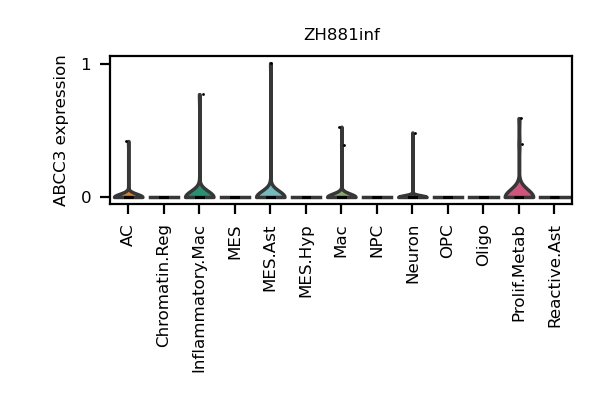 ZH881inf
ABCC3 expression
1
0
AC
Chromatin.Reg
Inflammatory.Mac
MES
MES.Ast
MES.Hyp
Mac
NPC
Neuron
OPC
Oligo
Prolif.Metab
Reactive.Ast